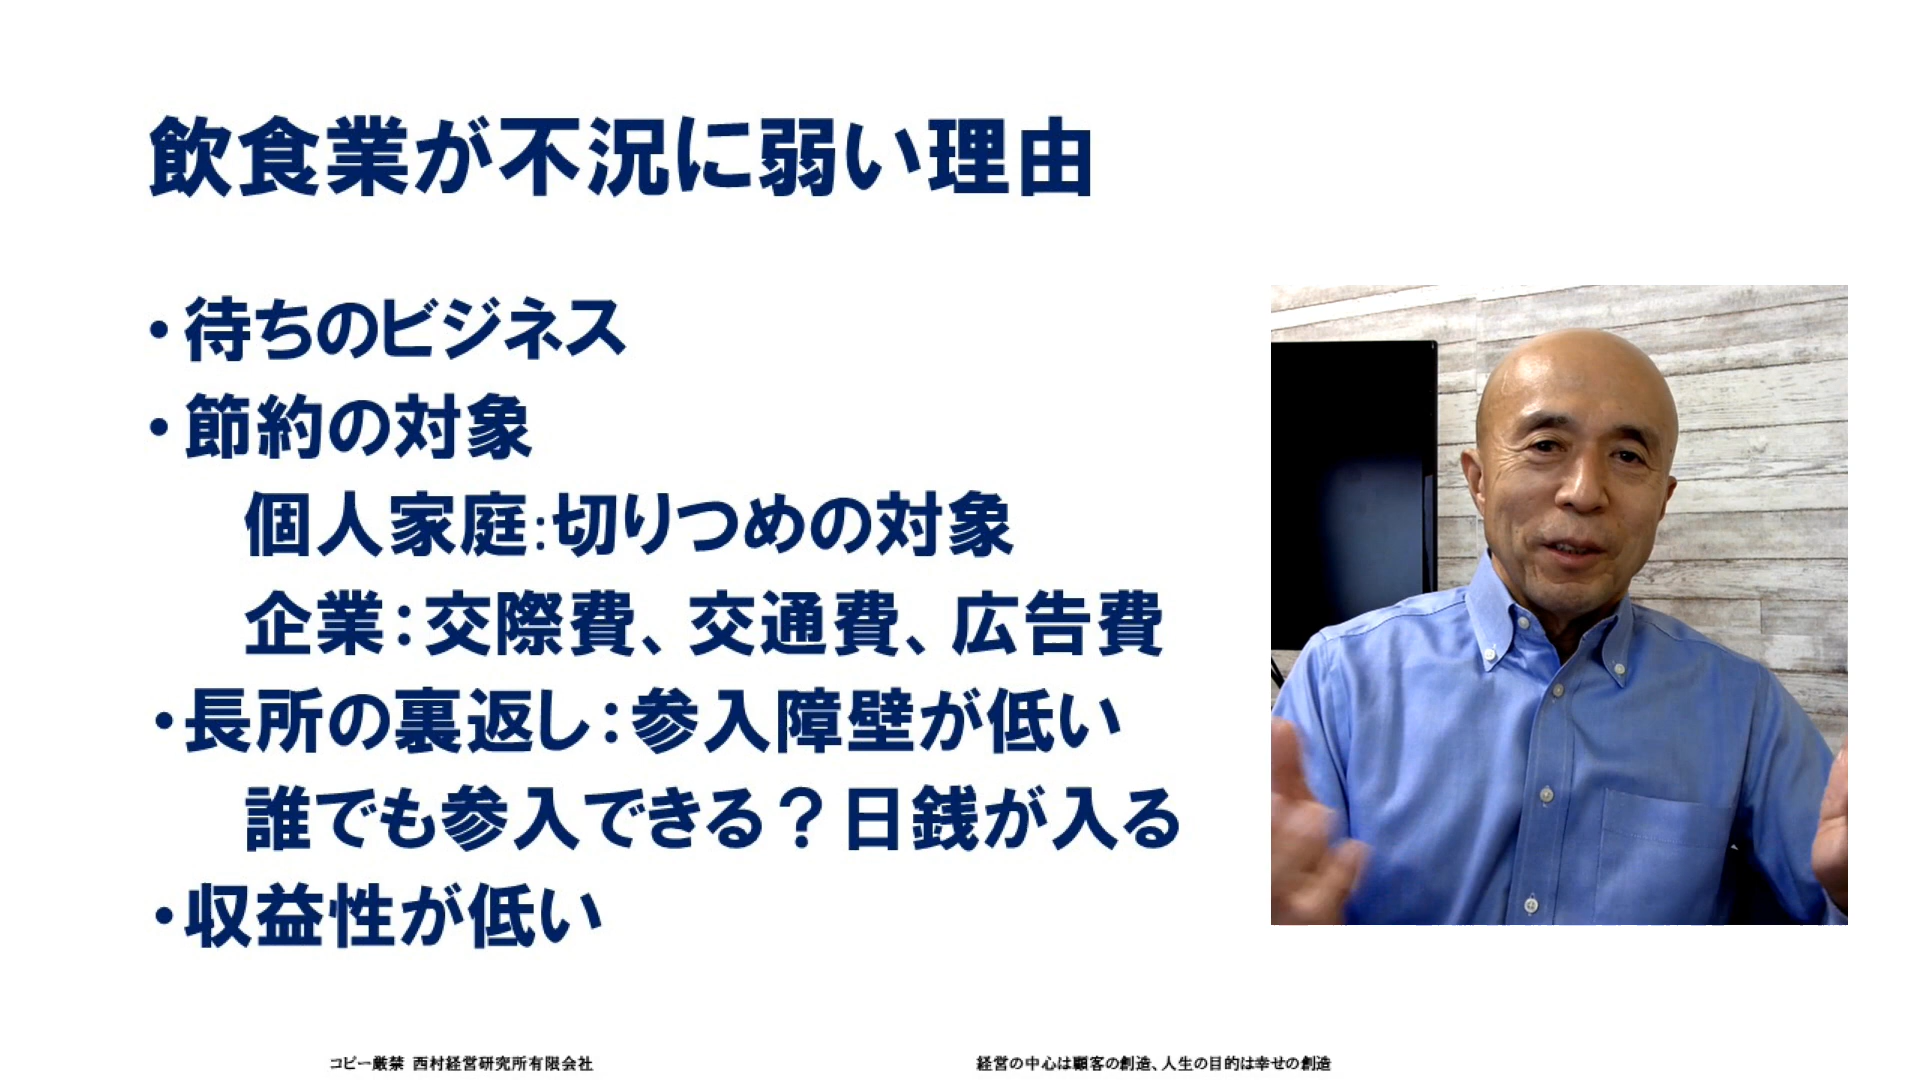 飲食業が不況に弱い理由
・待ちのビジネス
・節約の対象
個人家庭:切りつめの対象
企業：交際費、交通費、広告費
・長所の裏返し：参入障壁が低い
誰でも参入できる？日銭が入る
・収益性が低い
コピー厳禁 西村経営研究所有限会社
経営の中心は顧客の創造、人生の目的は幸せの創造